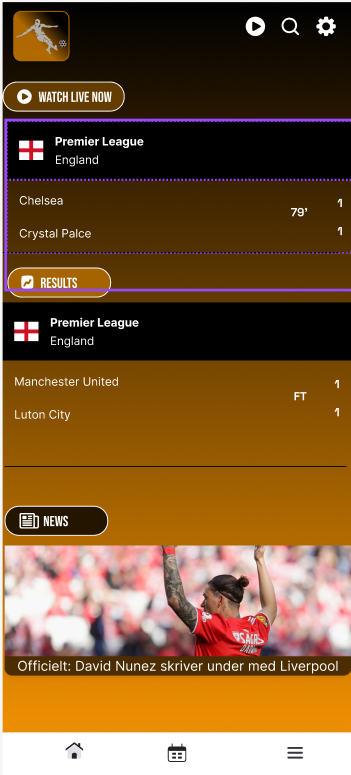 WATCH LIVE NOW
Premier League
England
Chelsea 1
79’
Crystal Palce 1
RESULTS
Premier League
England
Manchester United 1
FT
Luton City 1
NEWS
Officielt: David Nunez skriver under med Liverpool